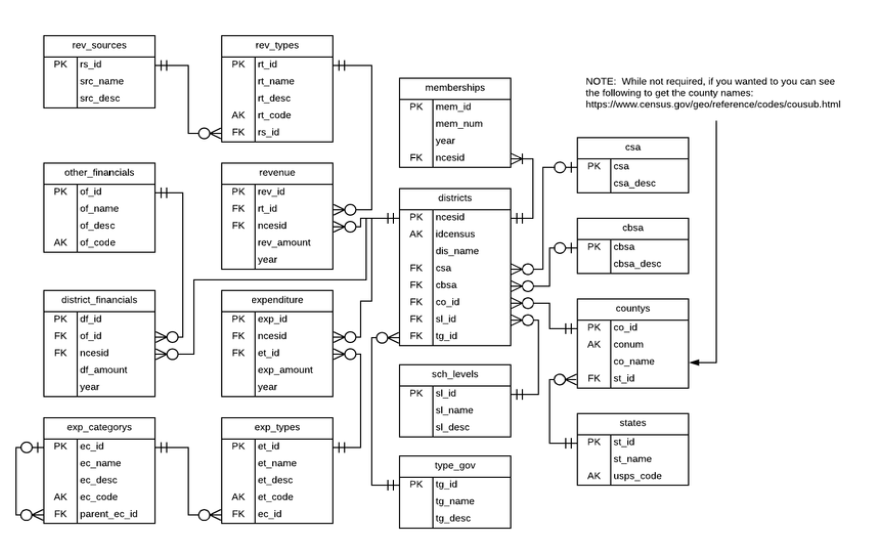 rev_sources
PK rs_id
src_name
src_desc
rev_types
PK rt_id
rt_name
rt_desc
AK rt_code
FK rs_id
memberships
PK mem_id
mem_num
year
FK ncesid
NOTE: While not required, if you wanted to you can see
the following to get the county names:
https://www.census.gov/geo/reference/codes/cousub.html
csa
PK csa
csa_desc
other_financials
PK of_id
of_name
of_desc
AK of_code
revenue
PK rev_id
FK rt_id
FK ncesid
rev_amount
year
districts
PK ncesid
AK idcensus
dis_name
FK csa
FK cbsa
FK co_id
FK sl_id
FK tg_id
cbsa
PK cbsa
cbsa_desc
district_financials
PK df_id
FK of_id
FK ncesid
df_amount
year
expenditure
PK exp_id
FK ncesid
FK et_id
exp_amount
year
countys
PK co_id
AK conum
co_name
FK st_id
sch_levels
PK sl_id
sl_name
sl_desc
exp_categorys
PK ec_id
ec_name
ec_desc
AK ec_code
FK parent_ec_id
exp_types
PK et_id
et_name
et_desc
AK et_code
FK ec_id
type_gov
PK tg_id
tg_name
tg_desc
states
PK st_id
st_name
AK usps_code